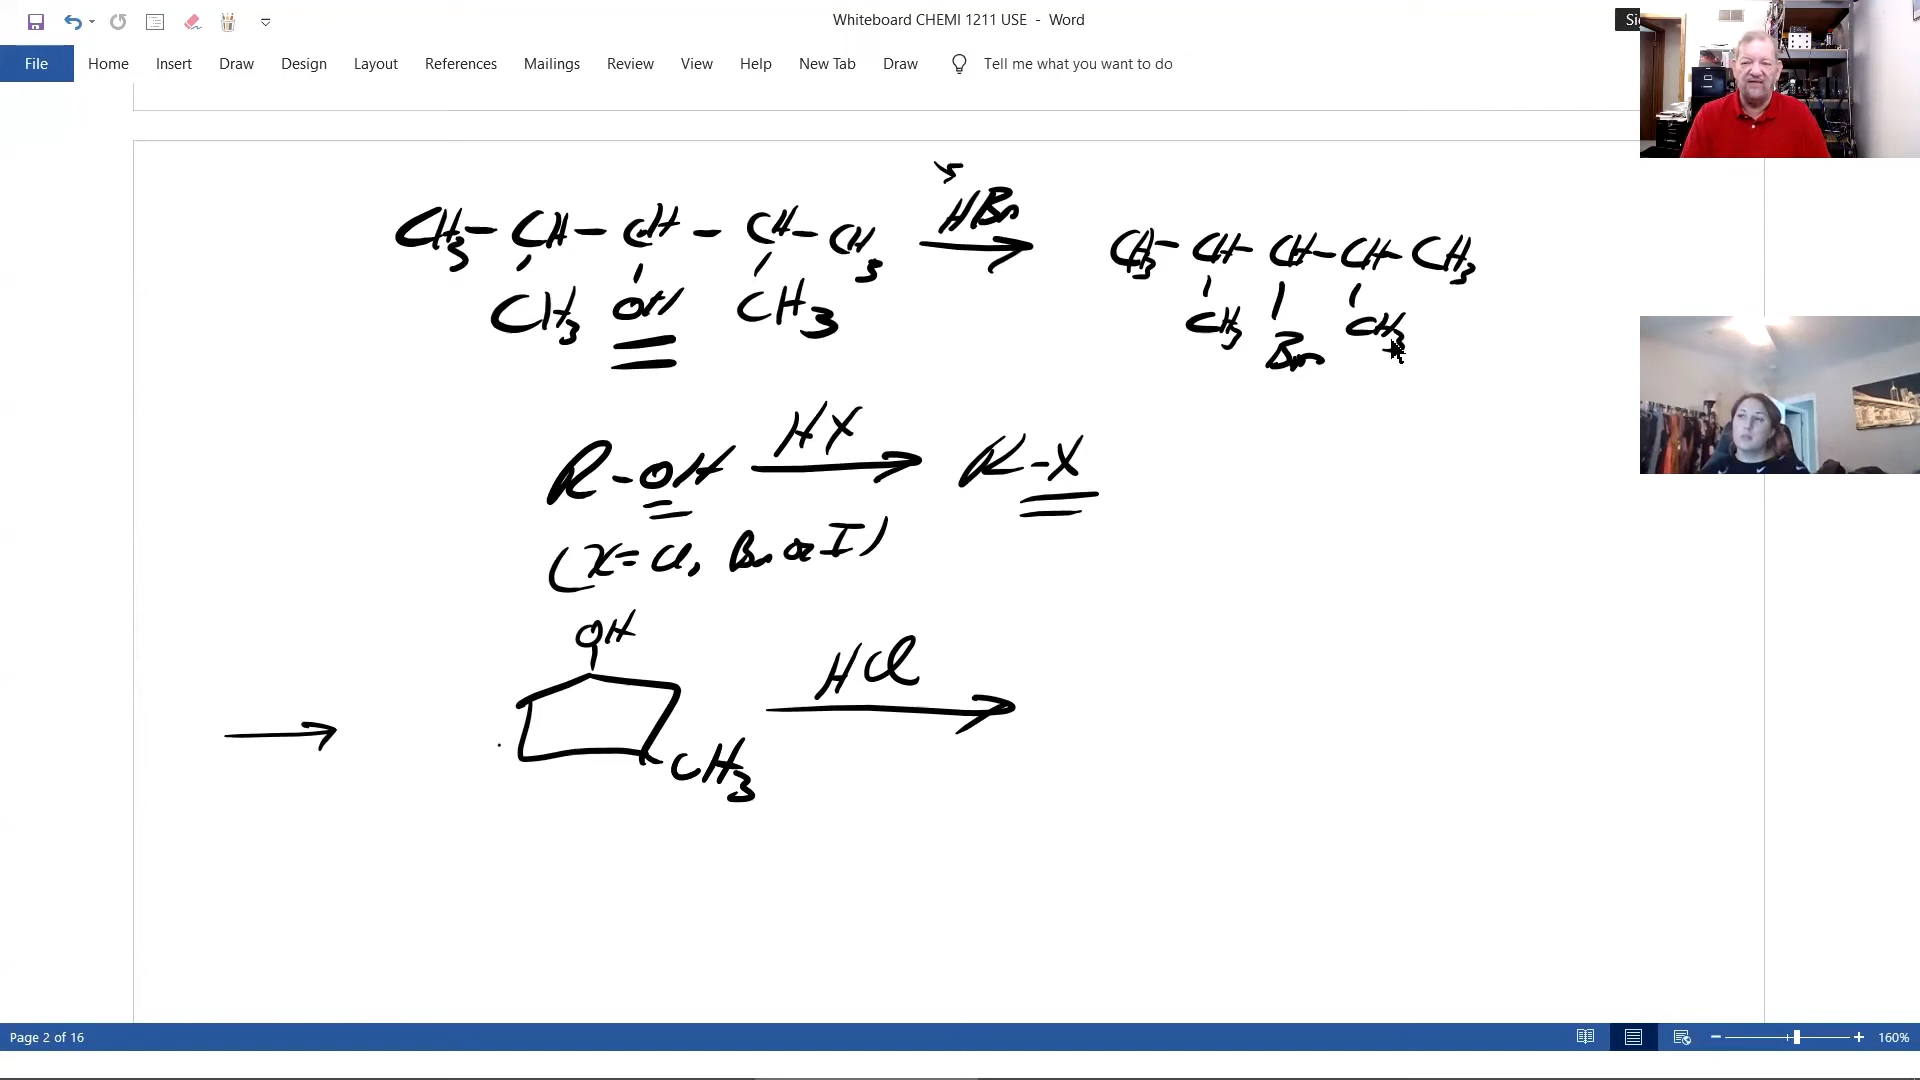 Whiteboard CHEMI 1211 USE - Word
Si
File Home Insert Draw Design Layout References Mailings Review View Help New Tab Draw Tell me what you want to do
CH3 - CH - CH - CH - CH3
HBr
CH3 OH CH3
CH3 - CH - CH - CH - CH3
CH3 Br CH3
R - OH
HX
R - X
(X = Cl, Br or I)
OH
CH3
HCl
Page 2 of 16
160%